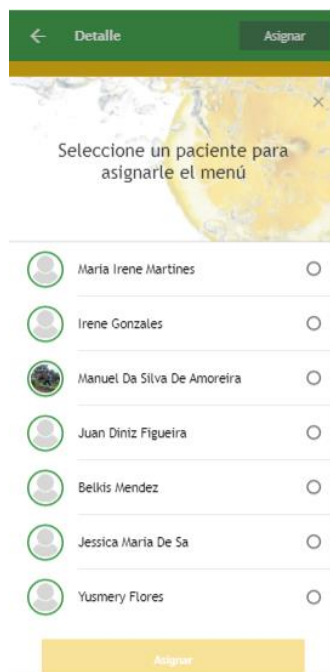 Detalle
Asignar
Seleccione un paciente para
asignarle el menú
Maria Irene Martines
Irene Gonzales
Manuel Da Silva De Amoreira
Juan Diniz Figueira
Belkis Mendez
Jessica Maria De Sa
Yusmery Flores
Asignar